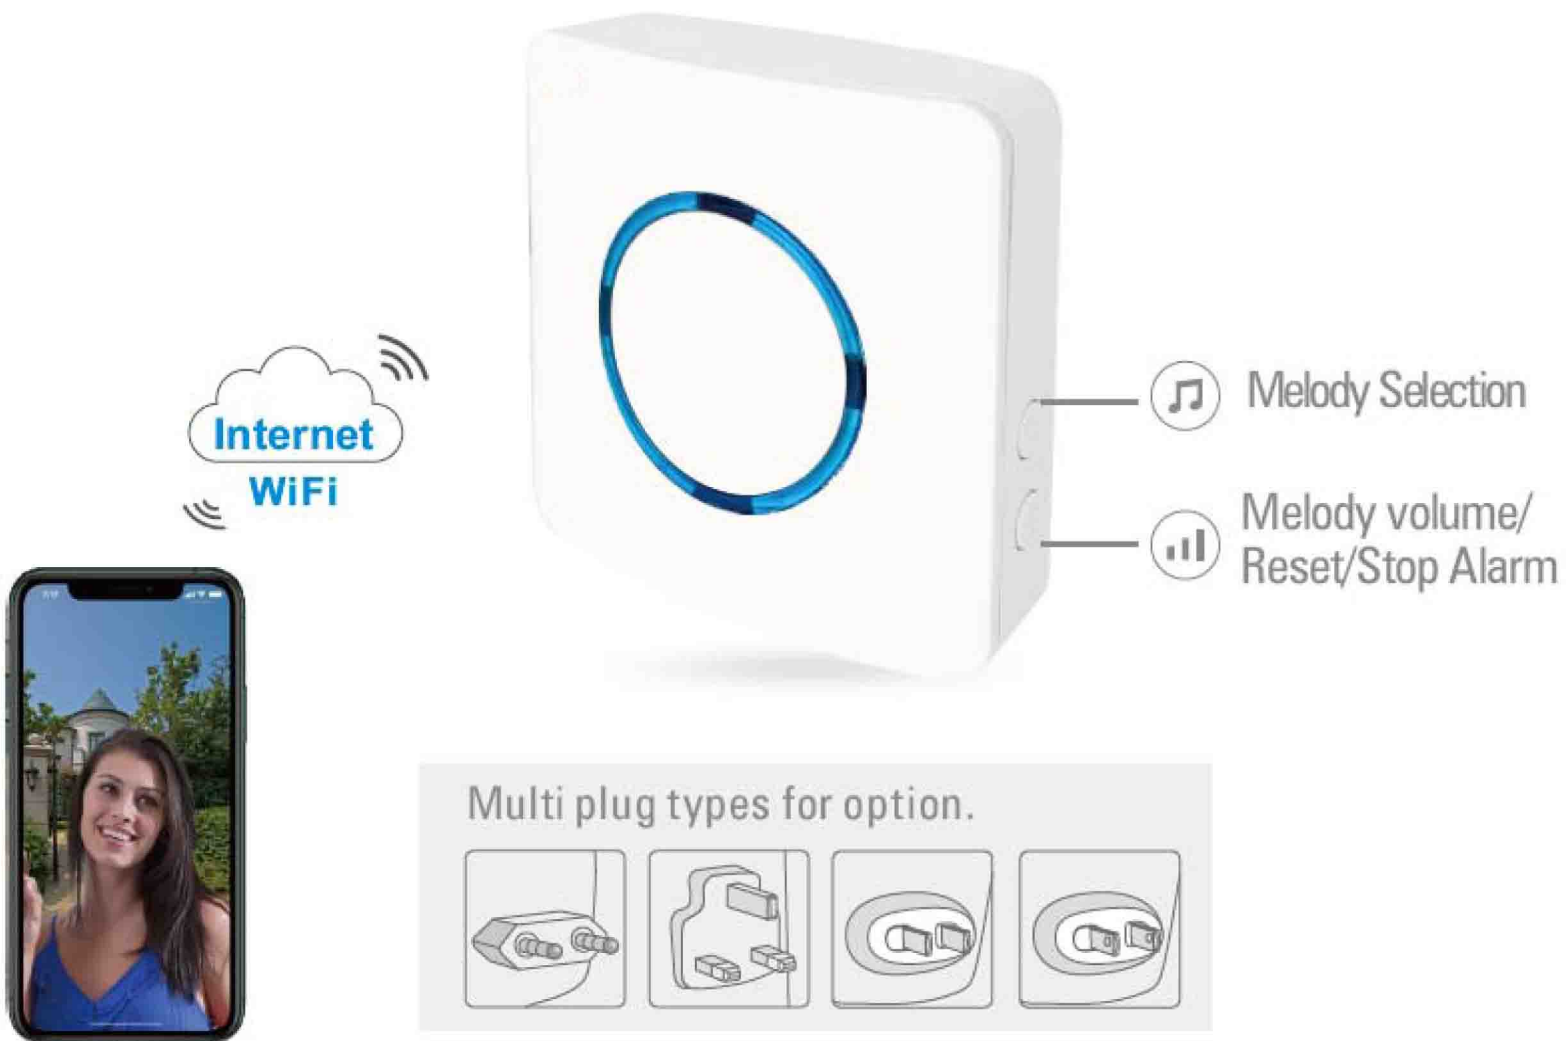 Internet
WiFi
Melody Selection
Melody volume/
Reset/Stop Alarm
Multi plug types for option.